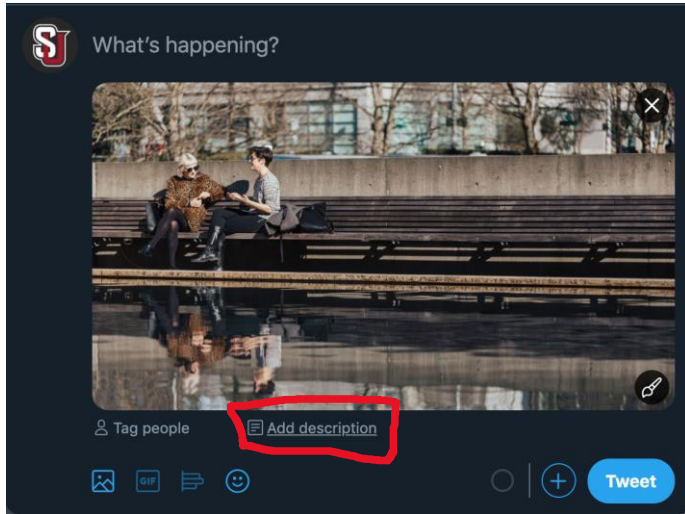 SU
What's happening?
Tag people
Add description
GIF
Tweet